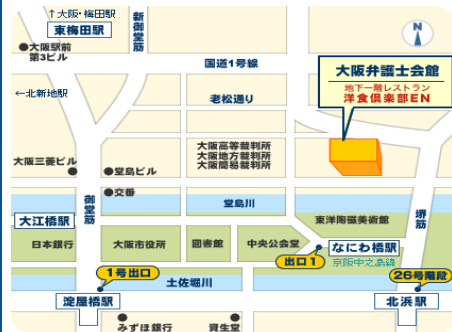 ↑大阪・梅田駅
東梅田駅
新御堂筋
N
●大阪駅前
第3ビル
国道1号線
大阪弁護士会館
地下一階レストラン
洋食倶楽部EN
←北新地駅
老松通り
大阪高等裁判所
大阪地方裁判所
大阪簡易裁判所
大阪三菱ビル
●堂島ビル
●交番
御堂筋
堂島川
堺筋
大江橋駅
東洋陶磁美術館
日本銀行
大阪市役所
図書館
中央公会堂
なにわ橋駅
出口1
京阪中之島線
1号出口
土佐堀川
26号階段
淀屋橋駅
北浜駅
みずほ銀行
資生堂